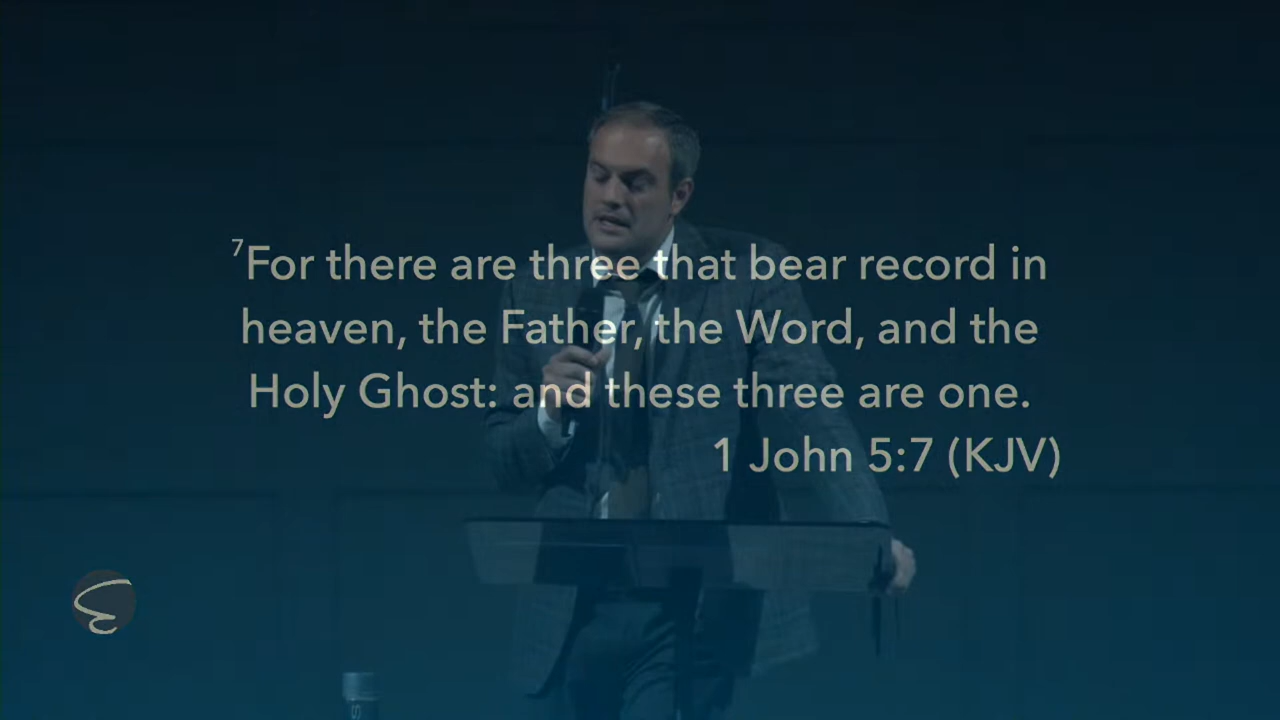 ⁷For there are three that bear record in
heaven, the Father, the Word, and the
Holy Ghost: and these three are one.
1 John 5:7 (KJV)